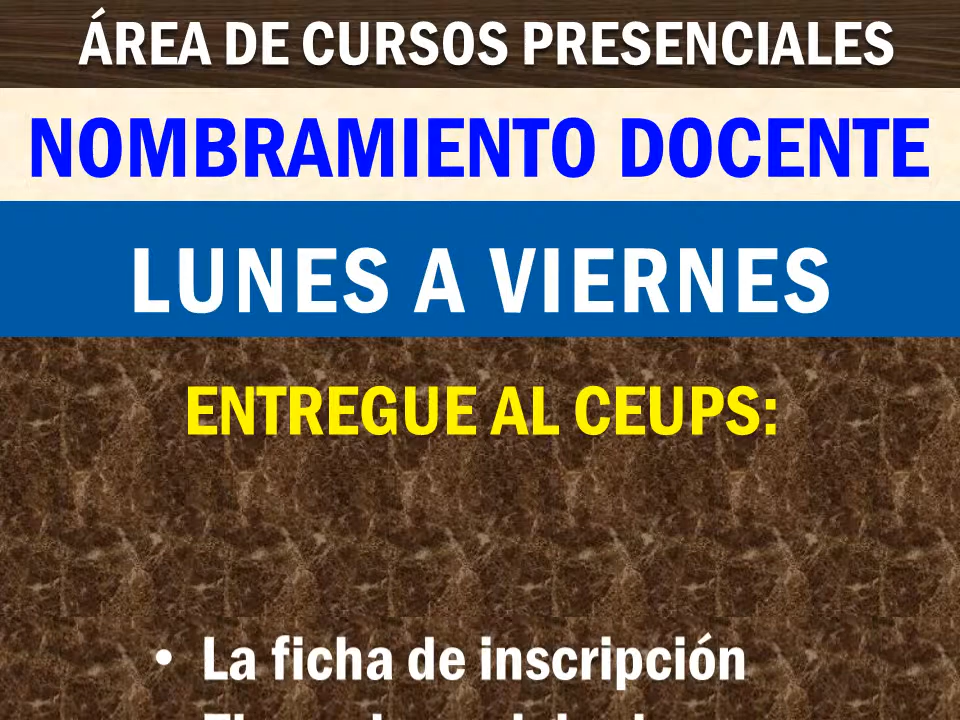 ÁREA DE CURSOS PRESENCIALES
NOMBRAMIENTO DOCENTE
LUNES A VIERNES
ENTREGUE AL CEUPS:
• La ficha de inscripción